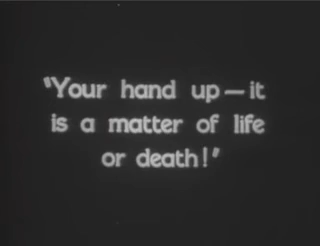 "Your hand up—it
is a matter of life
or death!"